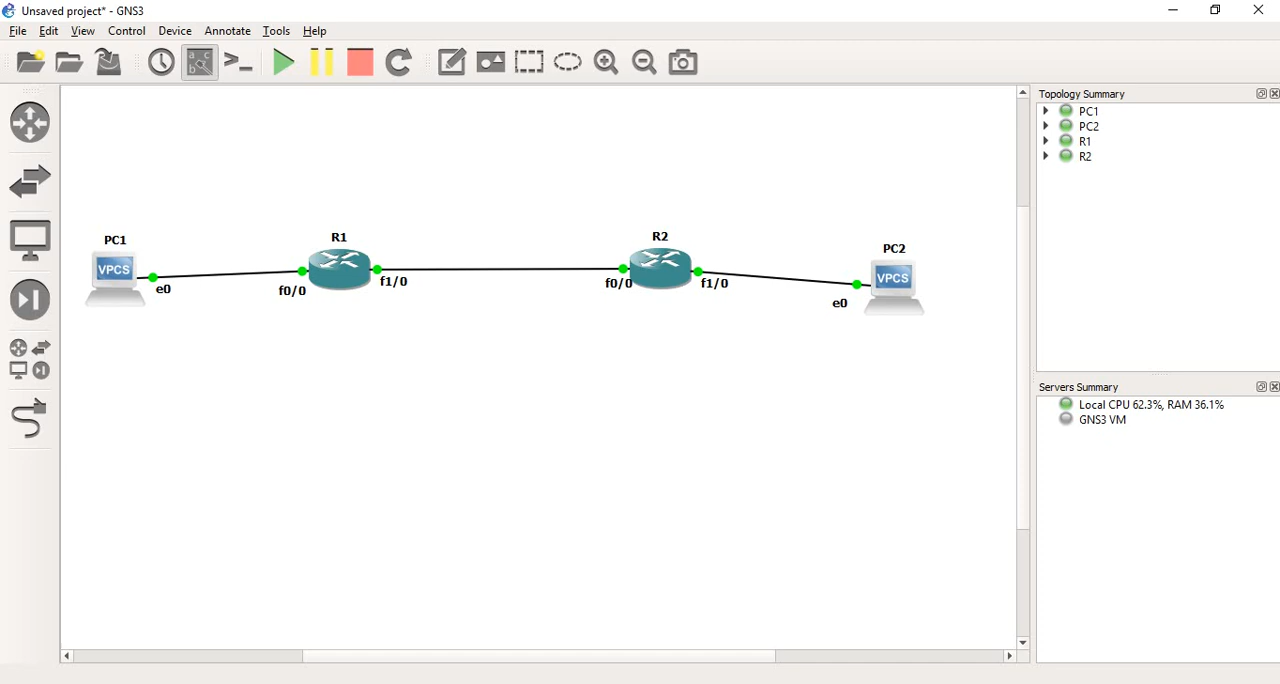 Unsaved project* - GNS3
File Edit View Control Device Annotate Tools Help
Topology Summary
PC1
PC2
R1
R2
PC1
VPCS
e0
R1
f0/0
f1/0
R2
f0/0
f1/0
PC2
VPCS
e0
Servers Summary
Local CPU 62.3%, RAM 36.1%
GNS3 VM